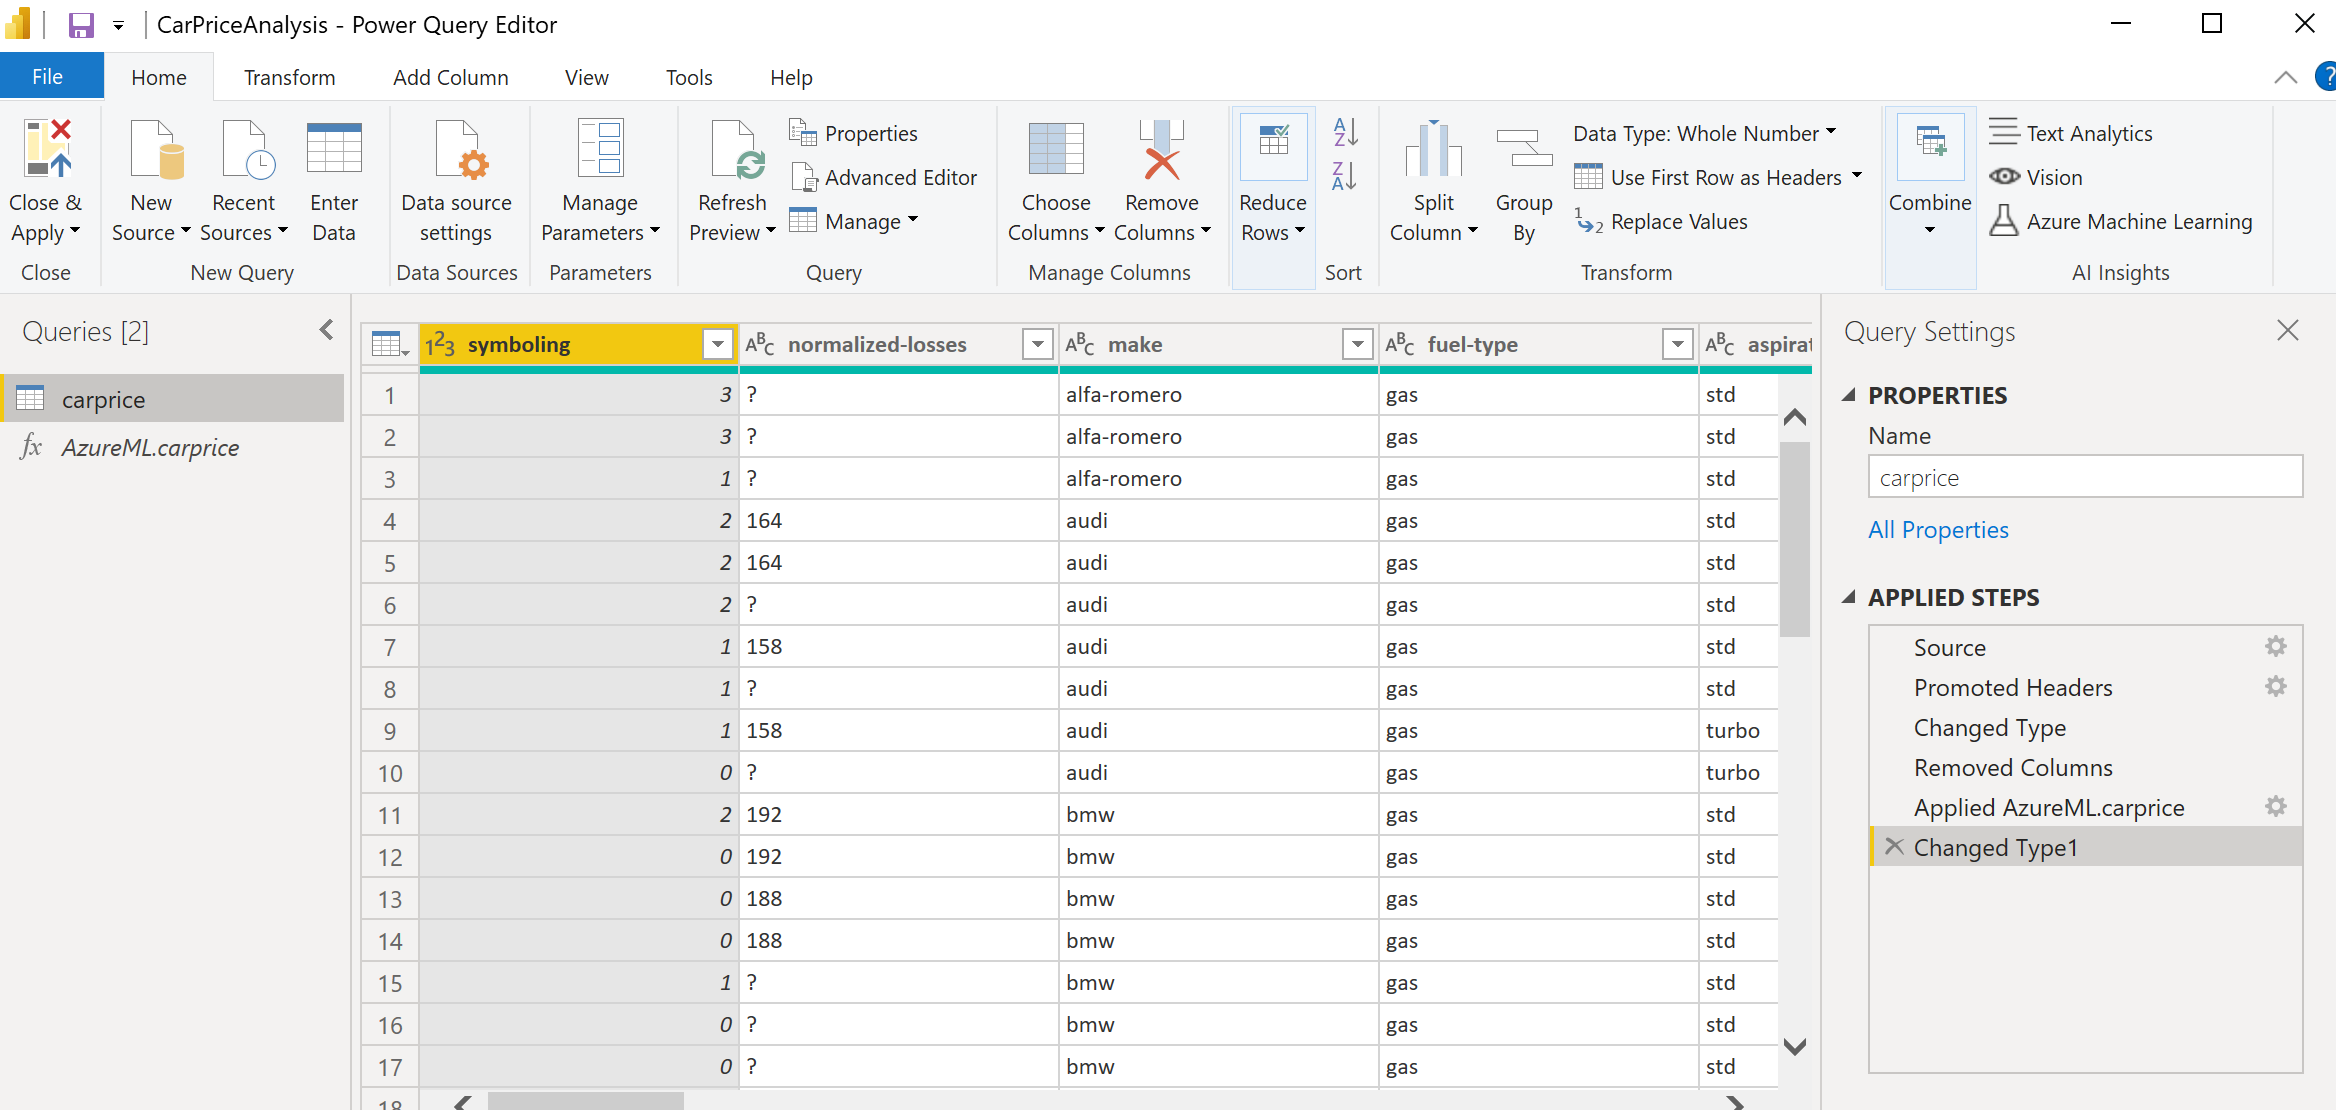 CarPriceAnalysis - Power Query Editor
File Home Transform Add Column View Tools Help
Close & Apply
New Source
Recent Sources
Enter Data
Data source settings
Manage Parameters
Refresh Preview
Properties
Advanced Editor
Manage
Choose Columns
Remove Columns
Reduce Rows
Split Column
Group By
Data Type: Whole Number
Use First Row as Headers
Replace Values
Combine
Text Analytics
Vision
Azure Machine Learning
Close New Query Data Sources Parameters Query Manage Columns Sort Transform AI Insights
Queries [2]
carprice
fx AzureML.carprice
symboling normalized-losses make fuel-type aspirat
1 3 ? alfa-romero gas std
2 3 ? alfa-romero gas std
3 1 ? alfa-romero gas std
4 2 164 audi gas std
5 2 164 audi gas std
6 2 ? audi gas std
7 1 158 audi gas std
8 1 ? audi gas std
9 1 158 audi gas turbo
10 0 ? audi gas turbo
11 2 192 bmw gas std
12 0 192 bmw gas std
13 0 188 bmw gas std
14 0 188 bmw gas std
15 1 ? bmw gas std
16 0 ? bmw gas std
17 0 ? bmw gas std
18
Query Settings
PROPERTIES
Name
carprice
All Properties
APPLIED STEPS
Source
Promoted Headers
Changed Type
Removed Columns
Applied AzureML.carprice
Changed Type1